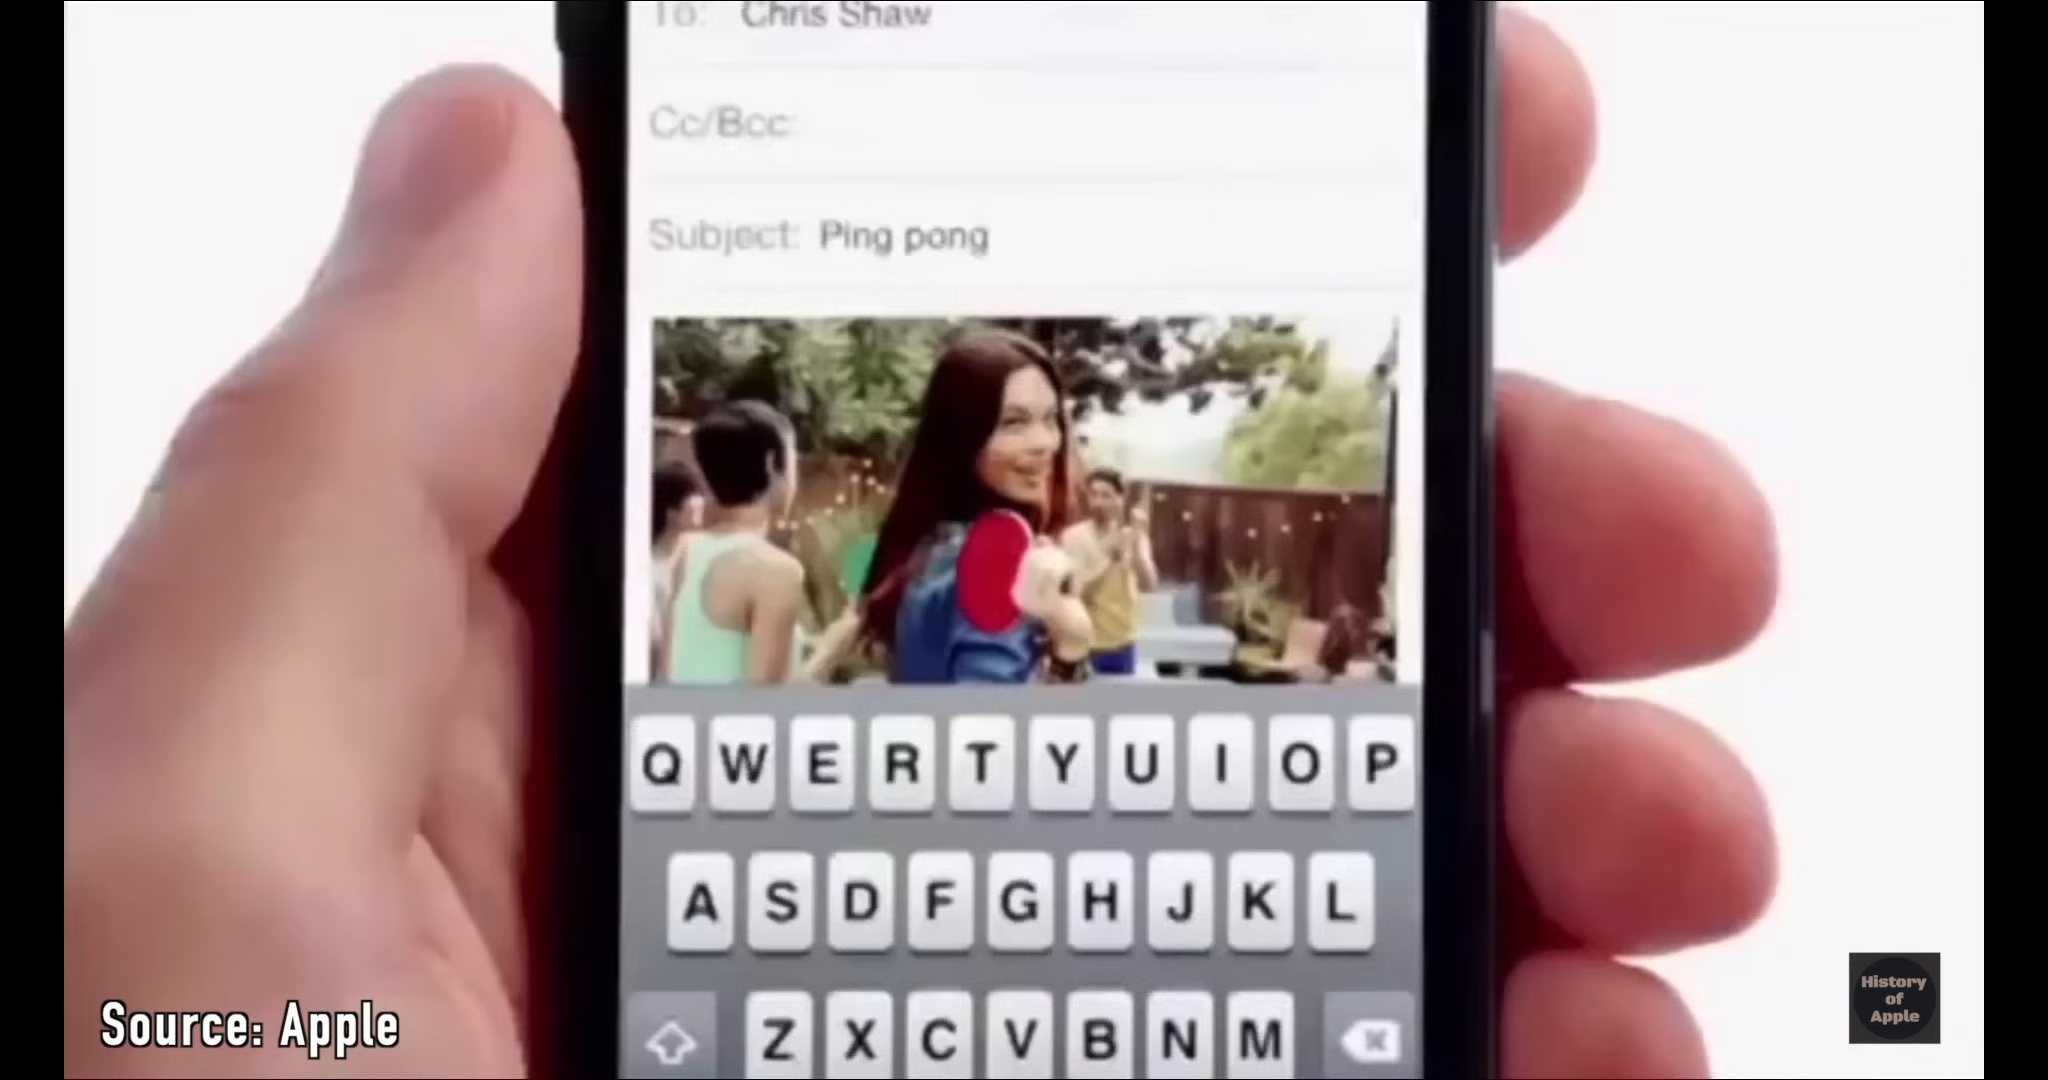 To: Chris Shaw
Cc/Bcc:
Subject: Ping pong
Q W E R T Y U I O P
A S D F G H J K L
Z X C V B N M
Source: Apple
History
of
Apple